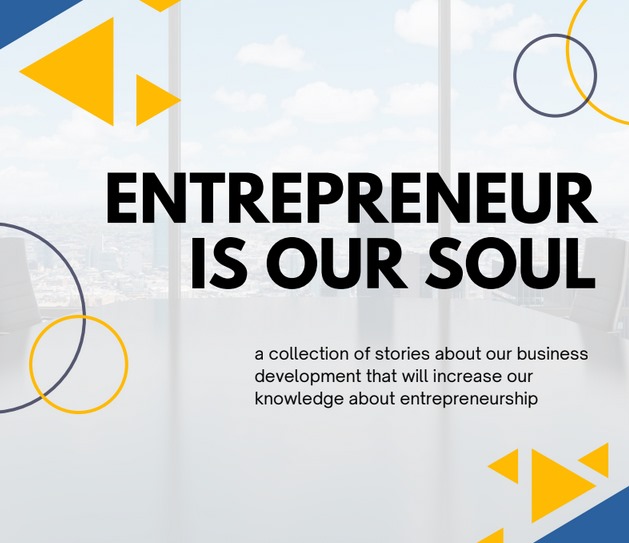 ENTREPRENEUR
IS OUR SOUL
a collection of stories about our business
development that will increase our
knowledge about entrepreneurship